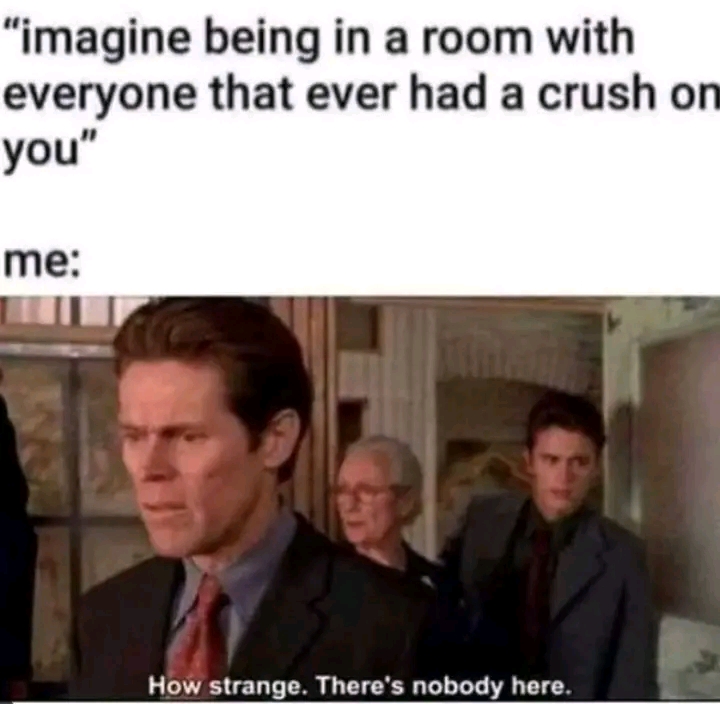 “imagine being in a room with
everyone that ever had a crush on
you”
me:
How strange. There's nobody here.